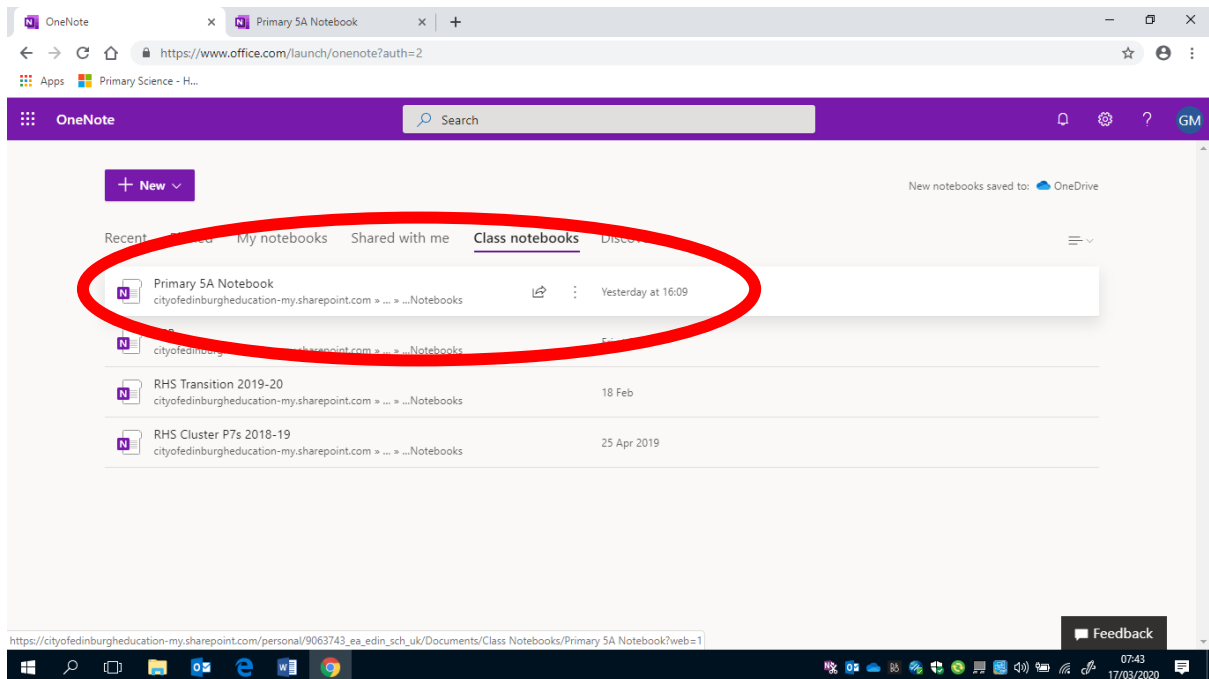 OneNote
Primary 5A Notebook
https://www.office.com/launch/onenote?auth=2
Apps
Primary Science - H...
OneNote
Search
GM
New
New notebooks saved to: OneDrive
Recent My notebooks Shared with me Class notebooks
Primary 5A Notebook
cityofedinburgheducation-my.sharepoint.com » ... » ...Notebooks
Yesterday at 16:09
...Notebooks
RHS Transition 2019-20
cityofedinburgheducation-my.sharepoint.com » ... » ...Notebooks
18 Feb
RHS Cluster P7s 2018-19
cityofedinburgheducation-my.sharepoint.com » ... » ...Notebooks
25 Apr 2019
Feedback
https://cityofedinburgheducation-my.sharepoint.com/personal/9063743_ea_edin_sch_uk/Documents/Class Notebooks/Primary 5A Notebook?web=1
07:43
17/03/2020